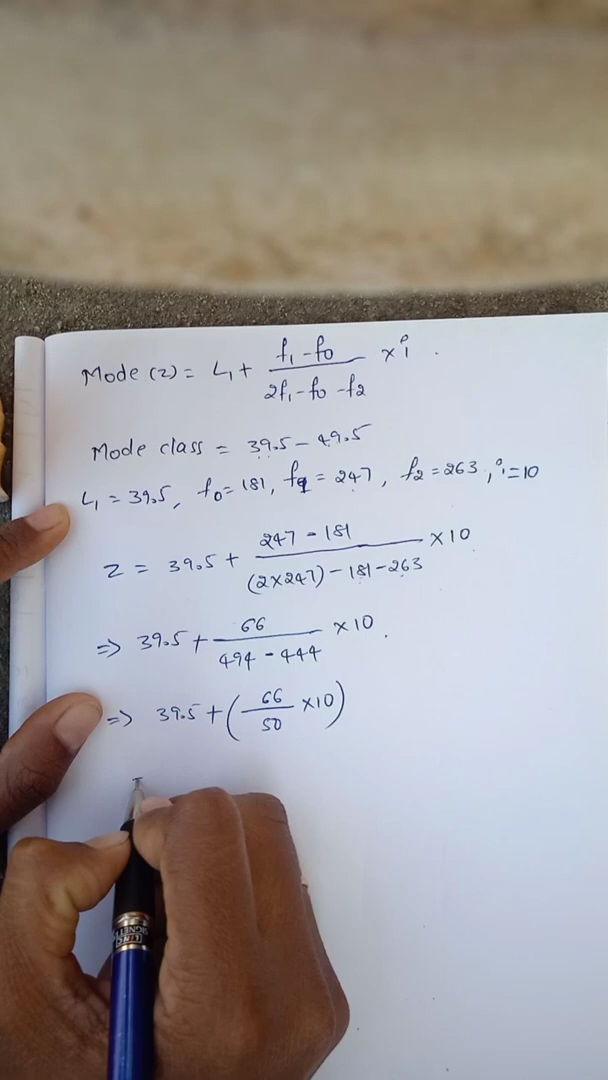 Mode (z) = L₁ + (f₁ - f₀)/(2f₁ - f₀ - f₂) × i .
Mode class = 39.5 - 49.5
L₁ = 39.5, f₀ = 181, f₁ = 247, f₂ = 263, i = 10
Z = 39.5 + (247 - 181)/((2×247) - 181 - 263) × 10
⇒ 39.5 + 66/(494 - 444) × 10 .
⇒ 39.5 + (66/50 × 10)